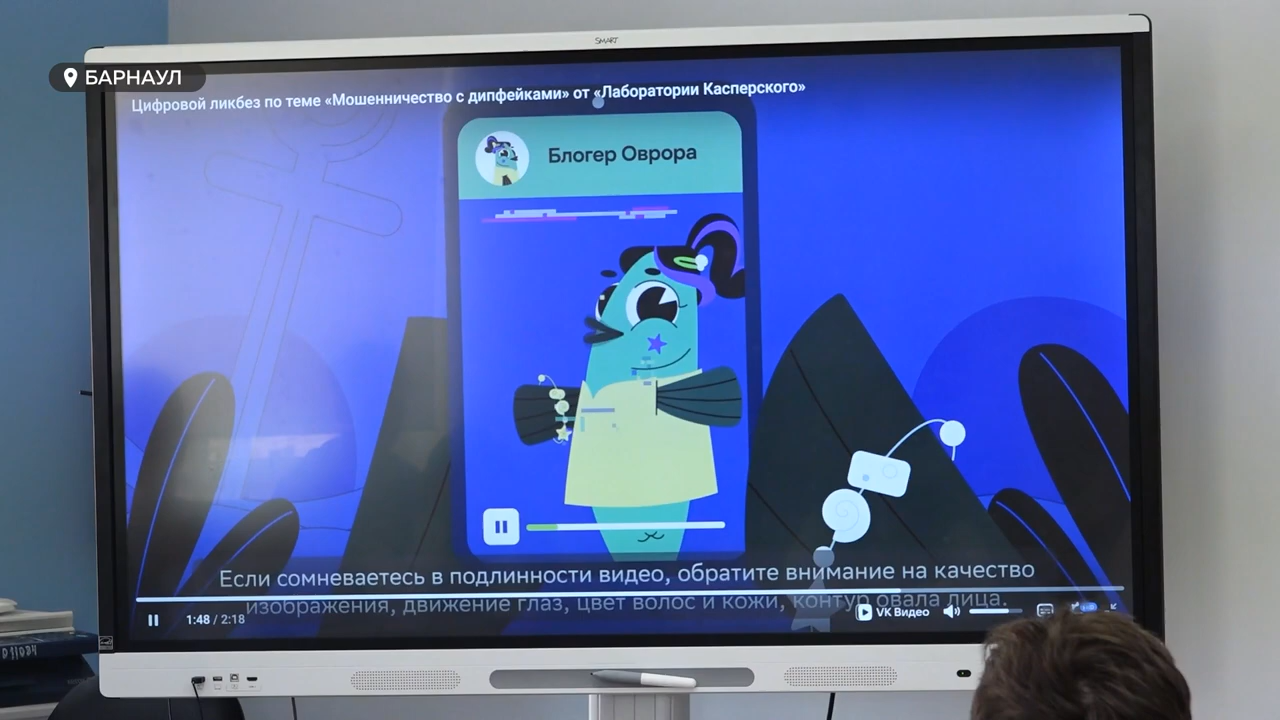 SMART
БАРНАУЛ
Цифровой ликбез по теме «Мошенничество с дипфейками» от «Лаборатории Касперского»
Блогер Оврора
Если сомневаетесь в подлинности видео, обратите внимание на качество
изображения, движение глаз, цвет волос и кожи, контур овала лица.
1:48 / 2:18
VK Видео